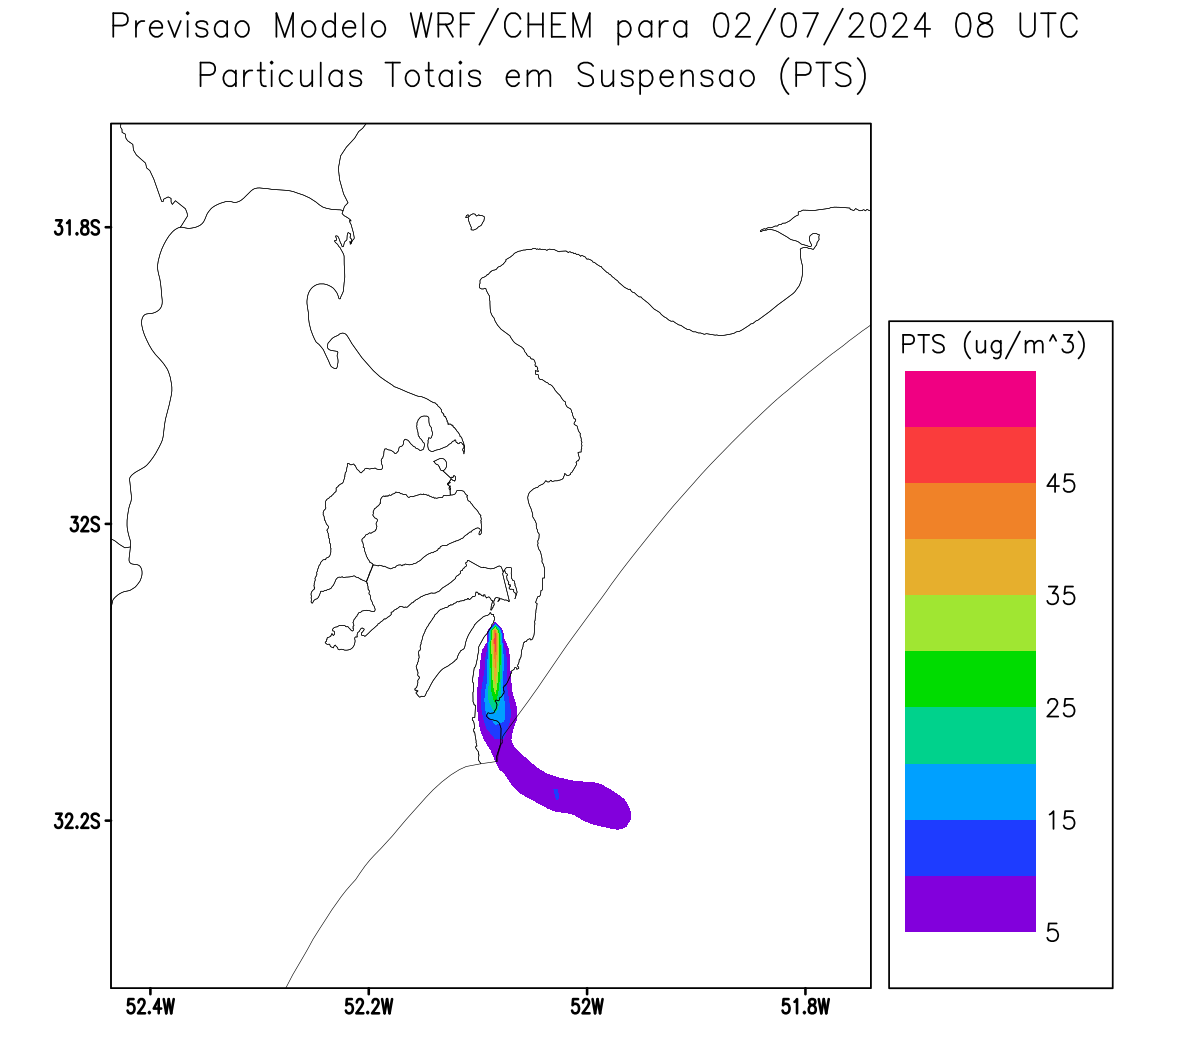 Previsao Modelo WRF/CHEM para 02/07/2024 08 UTC
Particulas Totais em Suspensao (PTS)
31.8S
32S
32.2S
52.4W
52.2W
52W
51.8W
PTS (ug/m^3)
45
35
25
15
5